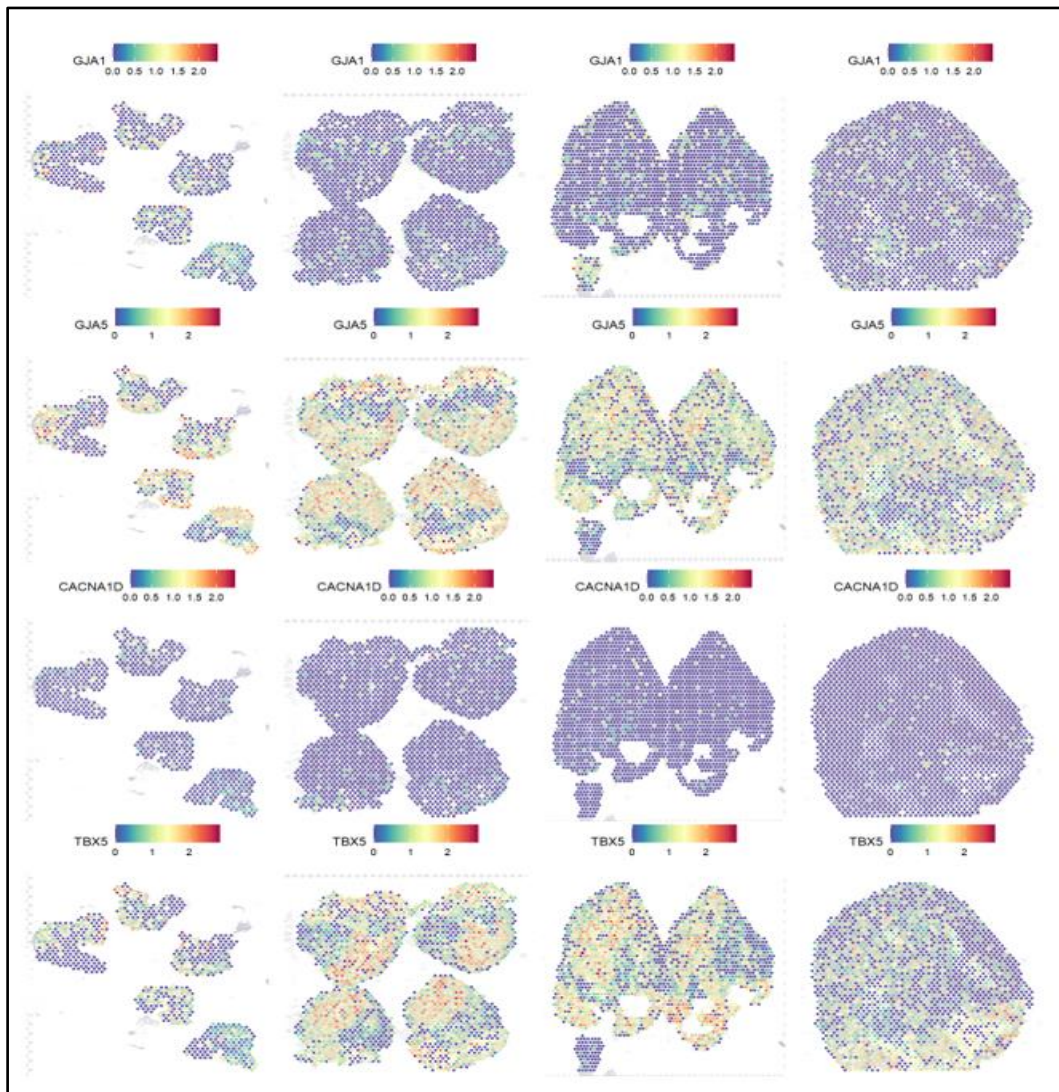 GJA1 GJA1 GJA1 GJA1
0.0 0.5 1.0 1.5 2.0 0.0 0.5 1.0 1.5 2.0 0.0 0.5 1.0 1.5 2.0 0.0 0.5 1.0 1.5 2.0
GJA5 GJA5 GJA5 GJA5
0 1 2 0 1 2 0 1 2 0 1 2
CACNA1D CACNA1D CACNA1D CACNA1D
0.0 0.5 1.0 1.5 2.0 0.0 0.5 1.0 1.5 2.0 0.0 0.5 1.0 1.5 2.0 0.0 0.5 1.0 1.5 2.0
TBX5 TBX5 TBX5 TBX5
0 1 2 0 1 2 0 1 2 0 1 2